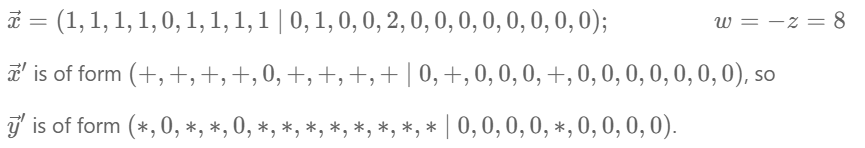 x⃗ = (1, 1, 1, 1, 0, 1, 1, 1, 1 | 0, 1, 0, 0, 2, 0, 0, 0, 0, 0, 0, 0, 0); w = −z = 8
x⃗′ is of form (+, +, +, +, 0, +, +, +, + | 0, +, 0, 0, 0, +, 0, 0, 0, 0, 0, 0, 0), so
y⃗′ is of form (∗, 0, ∗, ∗, 0, ∗, ∗, ∗, ∗, ∗, ∗, ∗, ∗ | 0, 0, 0, 0, ∗, 0, 0, 0, 0).